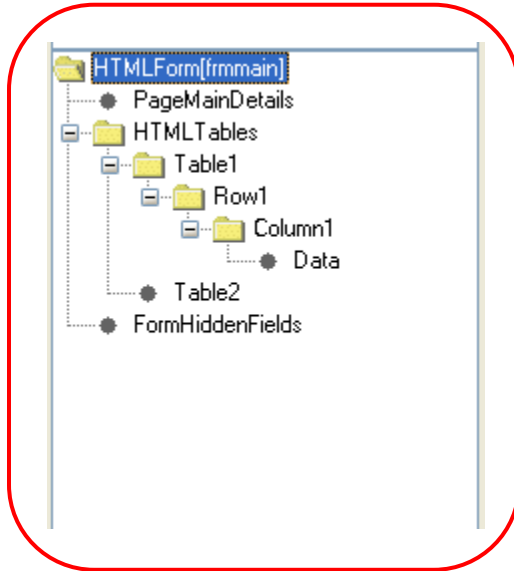 HTMLForm[frmmain]
PageMainDetails
HTMLTables
Table1
Row1
Column1
Data
Table2
FormHiddenFields